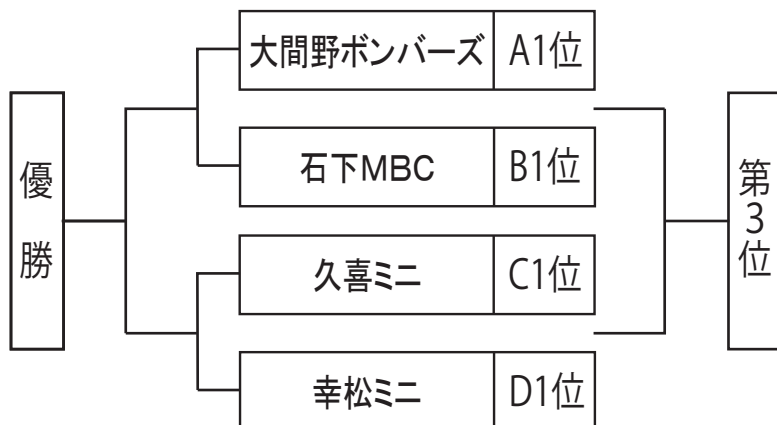 大間野ボンバーズ A1位
石下MBC B1位
久喜ミニ C1位
幸松ミニ D1位
優勝
第3位